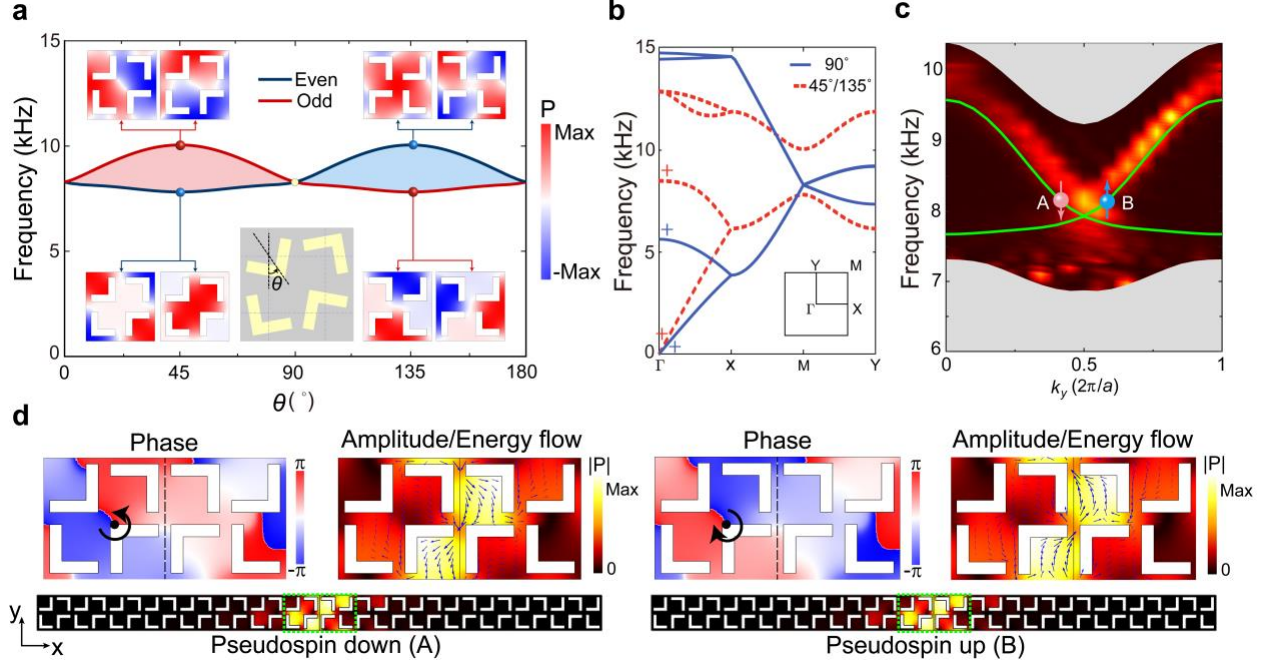 a
Frequency (kHz)
15
10
5
0
Even
Odd
θ
0
45
90
135
180
θ(°)
P
Max
-Max
b
Frequency (kHz)
15
10
5
0
90°
45°/135°
+
+
+
+
Y
M
Γ
X
Γ
X
M
Y
c
Frequency (kHz)
10
9
8
7
6
A
B
0
0.5
1
k_y (2π/a)
d
Phase
π
-π
Amplitude/Energy flow
|P|
Max
0
Phase
π
-π
Amplitude/Energy flow
|P|
Max
0
y
x
Pseudospin down (A)
Pseudospin up (B)